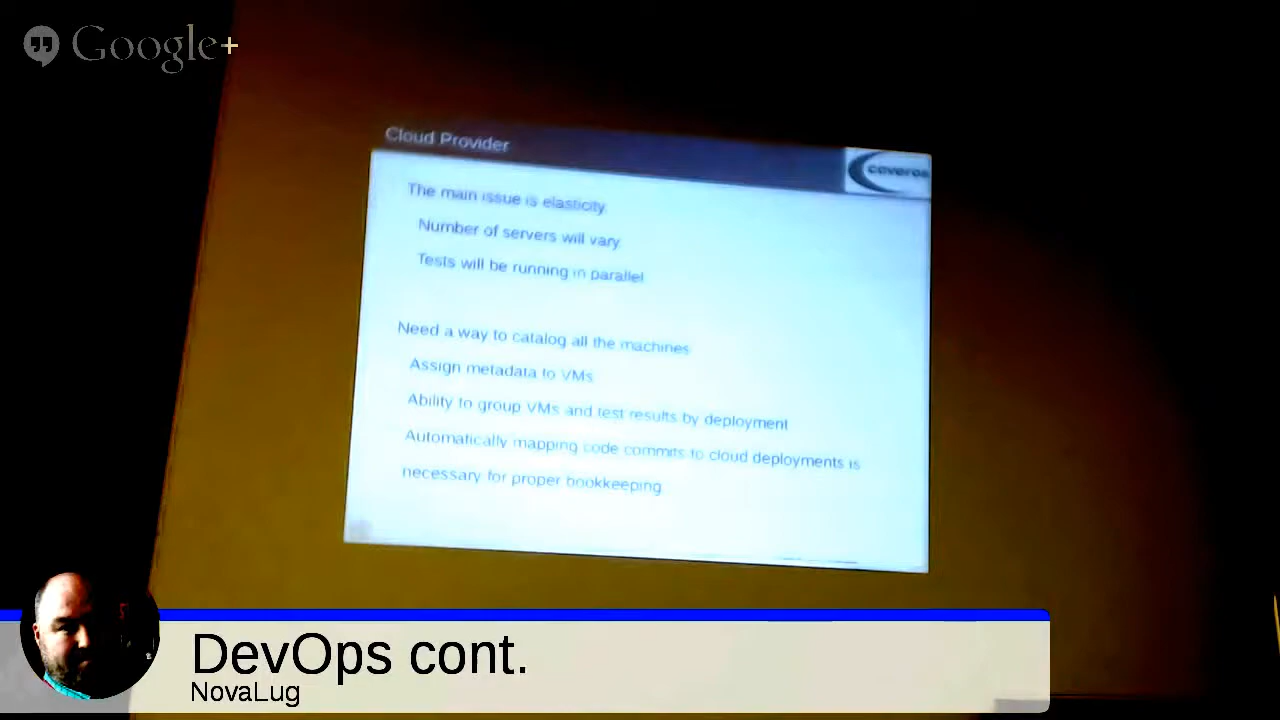 Google+
Cloud Provider
coveros
The main issue is elasticity
Number of servers will vary
Tests will be running in parallel
Need a way to catalog all the machines
Assign metadata to VMs
Ability to group VMs and test results by deployment
Automatically mapping code commits to cloud deployments is
necessary for proper bookkeeping
DevOps cont.
NovaLug